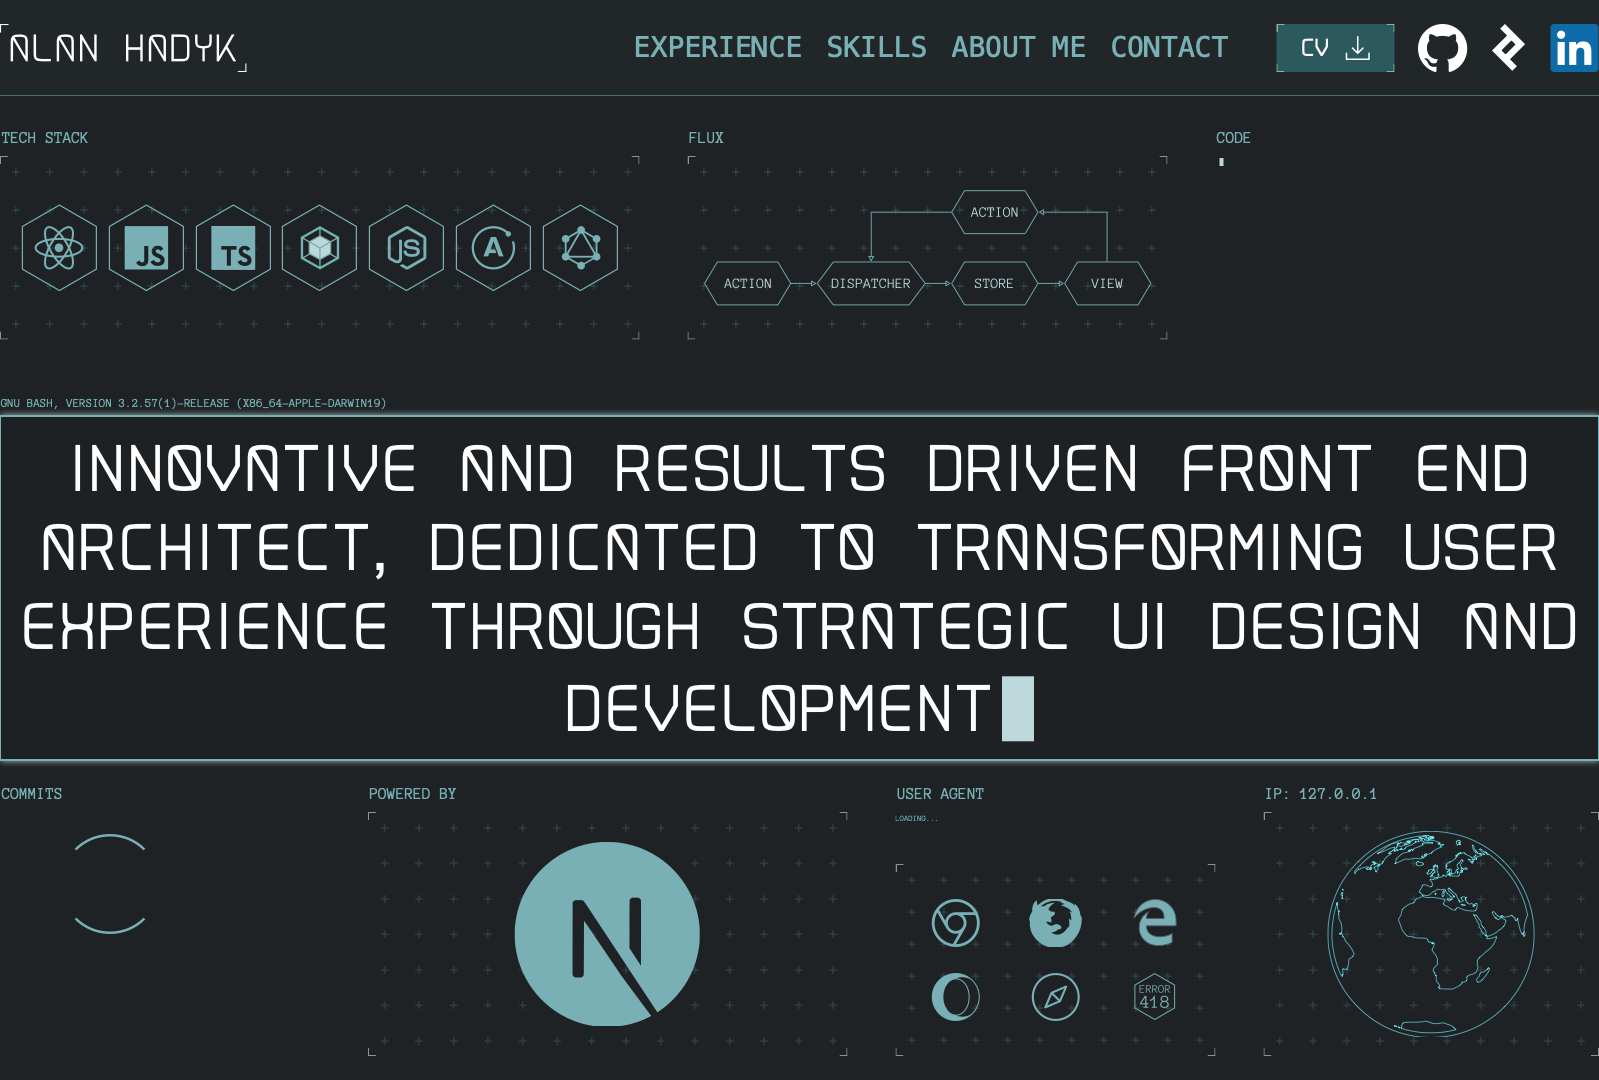 ALAN HADYK
EXPERIENCE SKILLS ABOUT ME CONTACT
CV
in
TECH STACK
FLUX
CODE
JS
TS
JS
A
ACTION
ACTION
DISPATCHER
STORE
VIEW
GNU BASH, VERSION 3.2.57(1)-RELEASE (X86_64-APPLE-DARWIN19)
INNOVATIVE AND RESULTS DRIVEN FRONT END
ARCHITECT, DEDICATED TO TRANSFORMING USER
EXPERIENCE THROUGH STRATEGIC UI DESIGN AND
DEVELOPMENT
COMMITS
POWERED BY
USER AGENT
IP: 127.0.0.1
LOADING...
N
ERROR
418